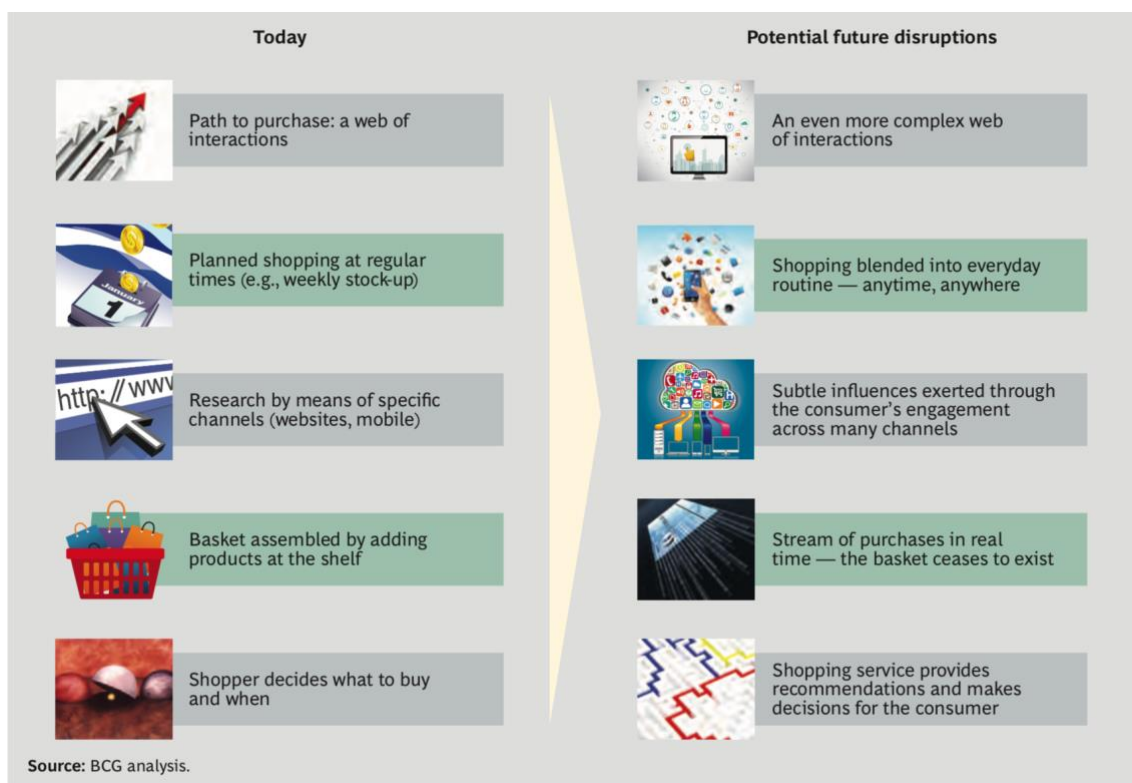 Today
Potential future disruptions
Path to purchase: a web of
interactions
An even more complex web
of interactions
January
1
Planned shopping at regular
times (e.g., weekly stock-up)
Shopping blended into everyday
routine — anytime, anywhere
http://www
Research by means of specific
channels (websites, mobile)
Subtle influences exerted through
the consumer's engagement
across many channels
Basket assembled by adding
products at the shelf
Stream of purchases in real
time — the basket ceases to exist
Shopper decides what to buy
and when
Shopping service provides
recommendations and makes
decisions for the consumer
Source: BCG analysis.